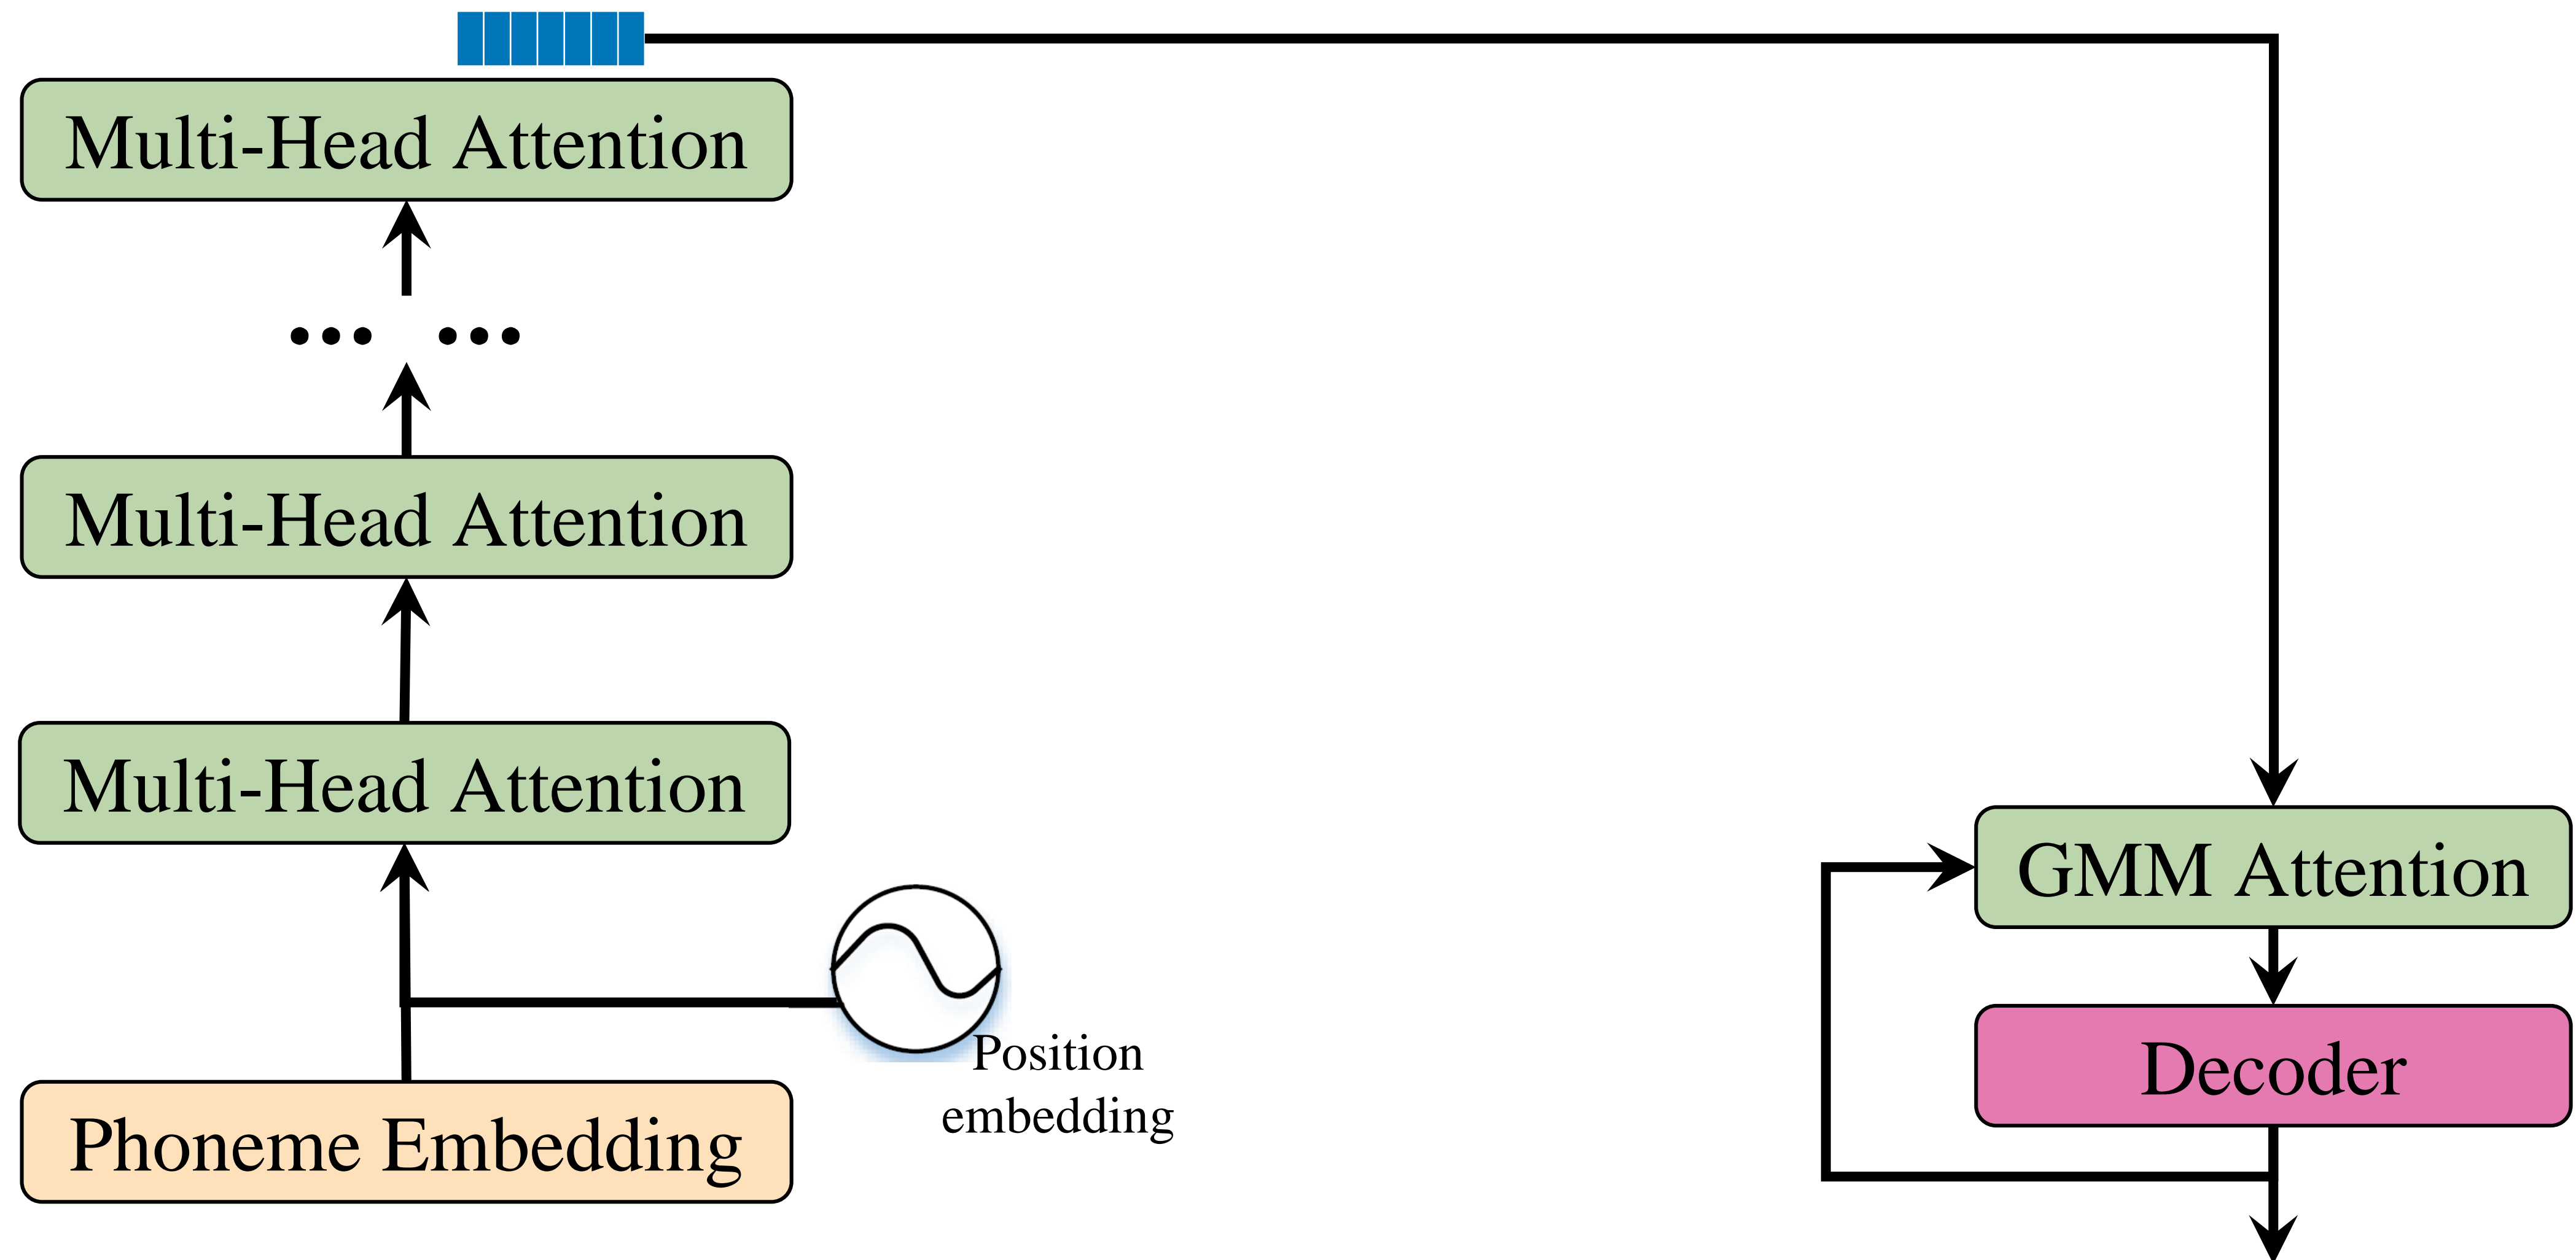 Multi-Head Attention
... ...
Multi-Head Attention
Multi-Head Attention
Position
embedding
Phoneme Embedding
GMM Attention
Decoder